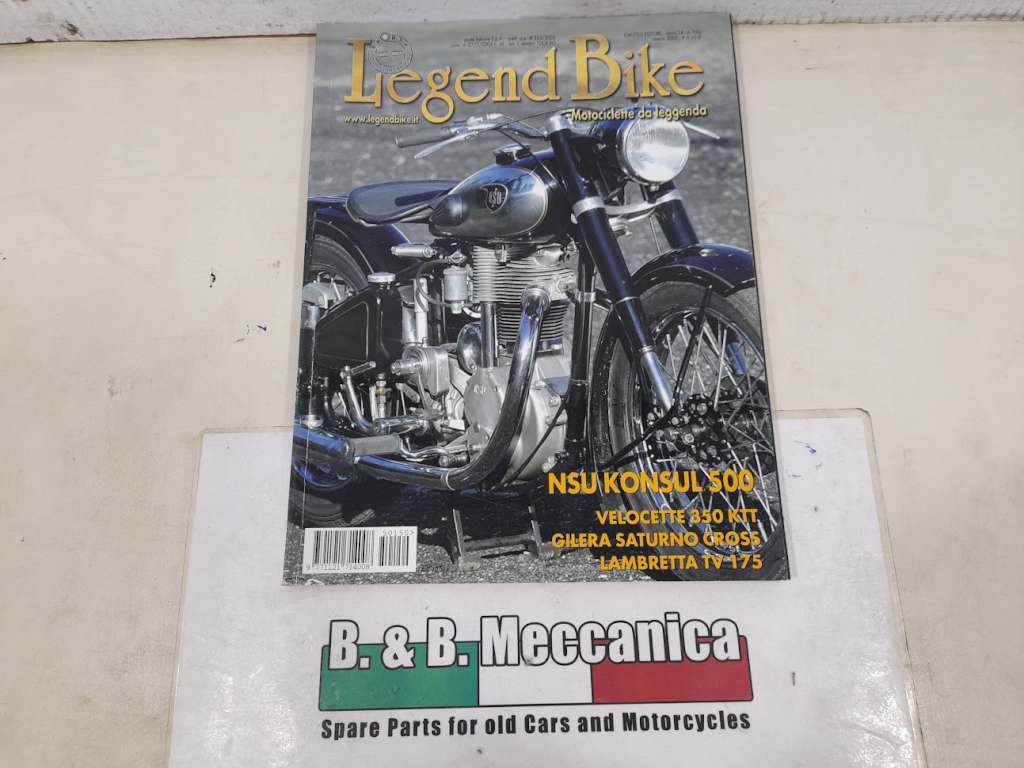 Legend Bike
www.legendbike.it
Motociclette da leggenda
NSU
NSU KONSUL 500
VELOCETTE 350 KTT
GILERA SATURNO CROSS
LAMBRETTA TV 175
B. & B. Meccanica
Spare Parts for old Cars and Motorcycles